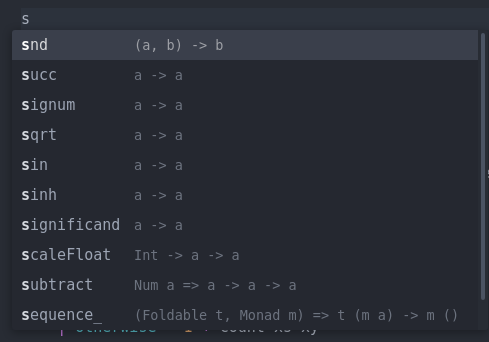 s
snd (a, b) -> b
succ a -> a
signum a -> a
sqrt a -> a
sin a -> a
sinh a -> a
significand a -> a
scaleFloat Int -> a -> a
subtract Num a => a -> a -> a
sequence_ (Foldable t, Monad m) => t (m a) -> m ()
| otherwise = 1 + count xs ky